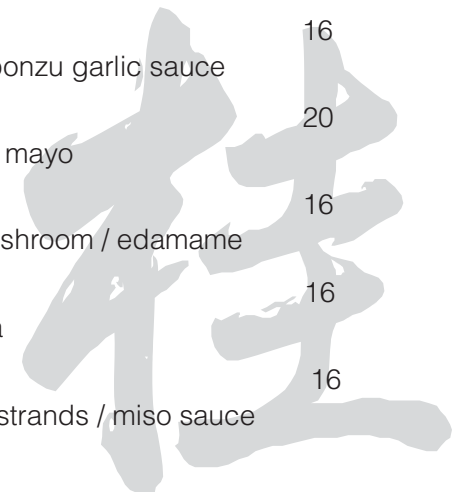 16
ponzu garlic sauce
20
mayo
16
shroom / edamame
16
a
16
strands / miso sauce
桂